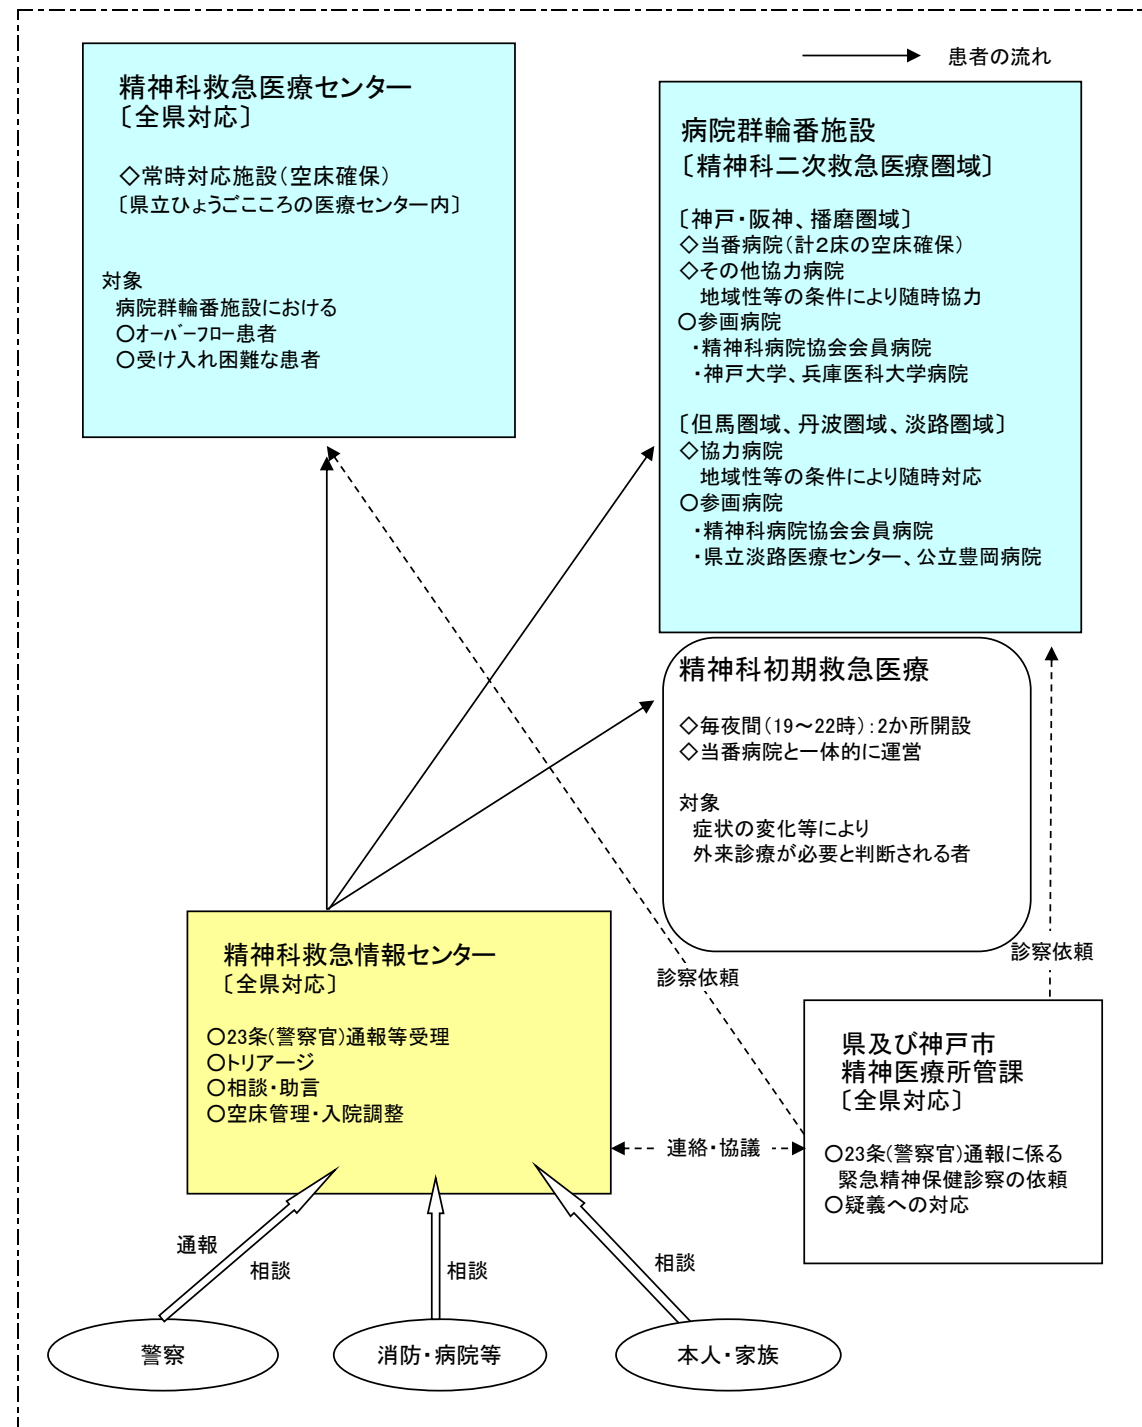 患者の流れ
精神科救急医療センター
〔全県対応〕
◇常時対応施設（空床確保）
〔県立ひょうごこころの医療センター内〕
対象
病院群輪番施設における
○ｵｰﾊﾞｰﾌﾛｰ患者
○受け入れ困難な患者
病院群輪番施設
〔精神科二次救急医療圏域〕
〔神戸・阪神、播磨圏域〕
◇当番病院（計２床の空床確保）
◇その他協力病院
地域性等の条件により随時協力
○参画病院
・精神科病院協会会員病院
・神戸大学、兵庫医科大学病院
〔但馬圏域、丹波圏域、淡路圏域〕
◇協力病院
地域性等の条件により随時対応
○参画病院
・精神科病院協会会員病院
・県立淡路医療センター、公立豊岡病院
精神科初期救急医療
◇毎夜間（19～22時）：2か所開設
◇当番病院と一体的に運営
対象
症状の変化等により
外来診療が必要と判断される者
精神科救急情報センター
〔全県対応〕
○23条(警察官)通報等受理
○トリアージ
○相談・助言
○空床管理・入院調整
診察依頼
診察依頼
県及び神戸市
精神医療所管課
〔全県対応〕
○23条(警察官)通報に係る
緊急精神保健診察の依頼
○疑義への対応
連絡・協議
通報
相談
相談
相談
警察
消防・病院等
本人・家族